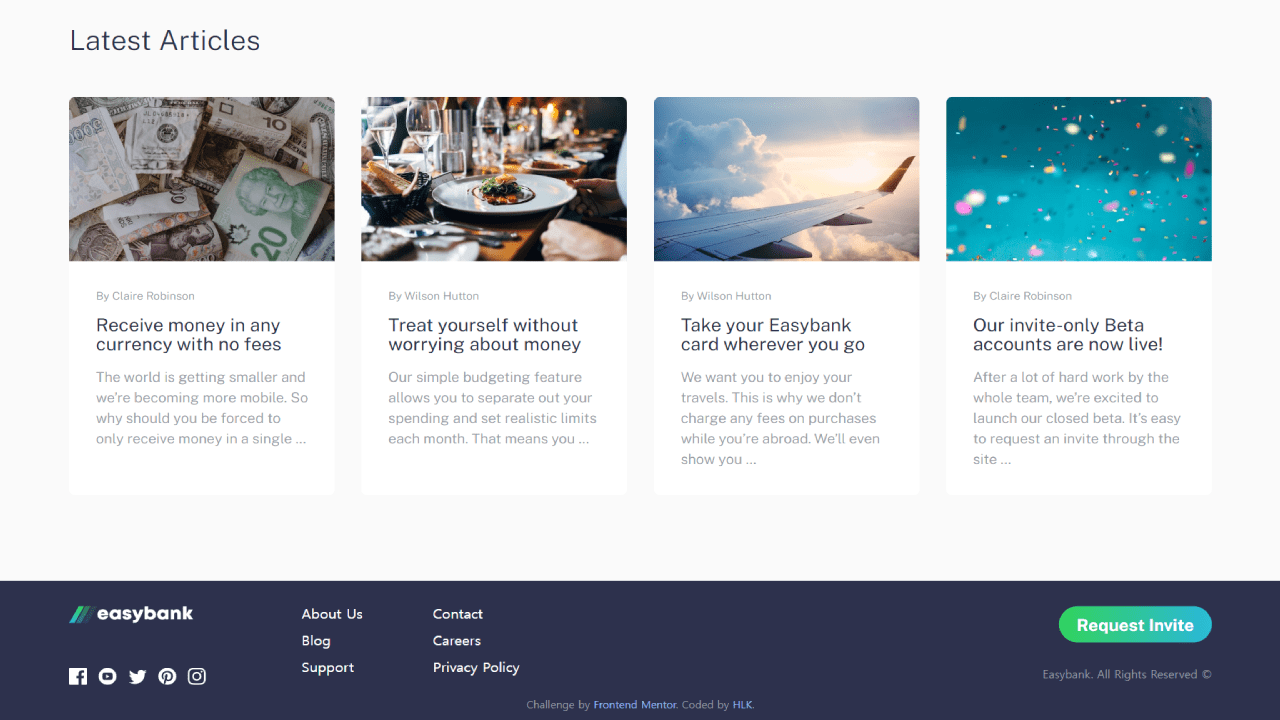 Latest Articles
By Claire Robinson
Receive money in any
currency with no fees
The world is getting smaller and
we're becoming more mobile. So
why should you be forced to
only receive money in a single ...
By Wilson Hutton
Treat yourself without
worrying about money
Our simple budgeting feature
allows you to separate out your
spending and set realistic limits
each month. That means you ...
By Wilson Hutton
Take your Easybank
card wherever you go
We want you to enjoy your
travels. This is why we don't
charge any fees on purchases
while you're abroad. We'll even
show you ...
By Claire Robinson
Our invite-only Beta
accounts are now live!
After a lot of hard work by the
whole team, we're excited to
launch our closed beta. It's easy
to request an invite through the
site ...
easybank
About Us
Blog
Support
Contact
Careers
Privacy Policy
Request Invite
Easybank. All Rights Reserved ©
Challenge by Frontend Mentor. Coded by HLK.